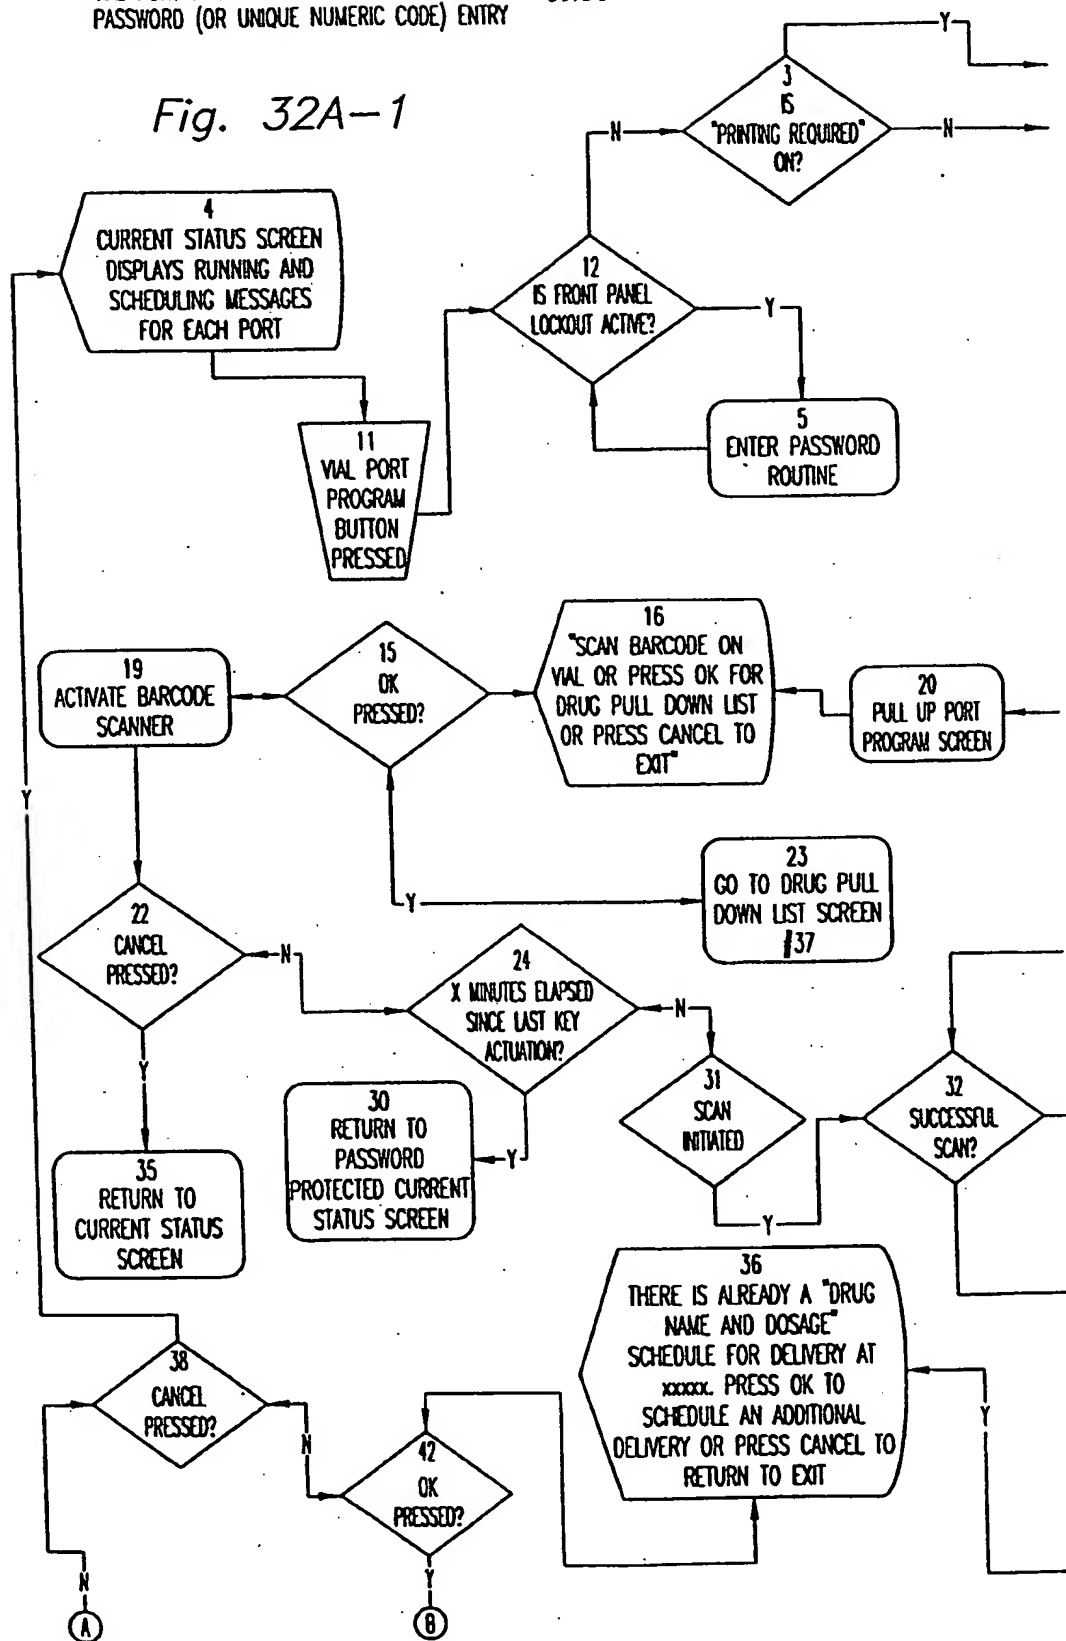 PASSWORD (OR UNIQUE NUMERIC CODE) ENTRY
Fig. 32A-1
Y
3
IS
"PRINTING REQUIRED"
ON?
N
N
4
CURRENT STATUS SCREEN
DISPLAYS RUNNING AND
SCHEDULING MESSAGES
FOR EACH PORT
12
IS FRONT PANEL
LOCKOUT ACTIVE?
Y
5
ENTER PASSWORD
ROUTINE
11
VIAL PORT
PROGRAM
BUTTON
PRESSED
16
"SCAN BARCODE ON
VIAL OR PRESS OK FOR
DRUG PULL DOWN LIST
OR PRESS CANCEL TO
EXIT"
15
OK
PRESSED?
19
ACTIVATE BARCODE
SCANNER
20
PULL UP PORT
PROGRAM SCREEN
Y
23
GO TO DRUG PULL
DOWN LIST SCREEN
#37
Y
22
CANCEL
PRESSED?
N
24
X MINUTES ELAPSED
SINCE LAST KEY
ACTUATION?
N
31
SCAN
INITIATED
32
SUCCESSFUL
SCAN?
Y
30
RETURN TO
PASSWORD
PROTECTED CURRENT
STATUS SCREEN
Y
Y
35
RETURN TO
CURRENT STATUS
SCREEN
36
THERE IS ALREADY A "DRUG
NAME AND DOSAGE"
SCHEDULE FOR DELIVERY AT
xxxxx. PRESS OK TO
SCHEDULE AN ADDITIONAL
DELIVERY OR PRESS CANCEL TO
RETURN TO EXIT
Y
38
CANCEL
PRESSED?
N
42
OK
PRESSED?
N
A
Y
B